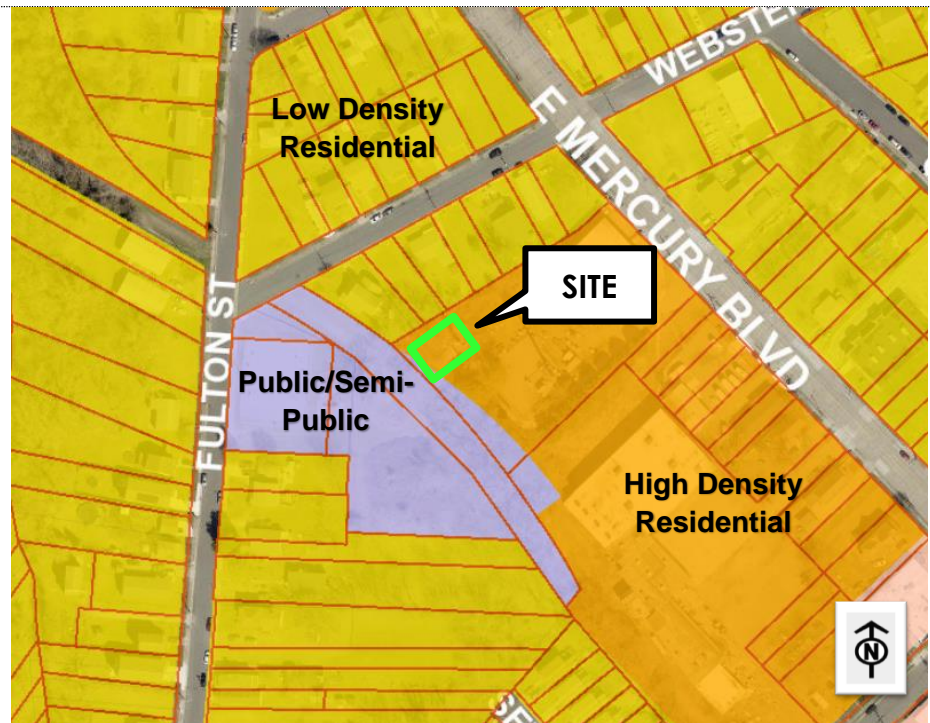 Low Density
Residential
WEBSTER
E MERCURY BLVD
SITE
FULTON ST
Public/Semi-
Public
High Density
Residential
N